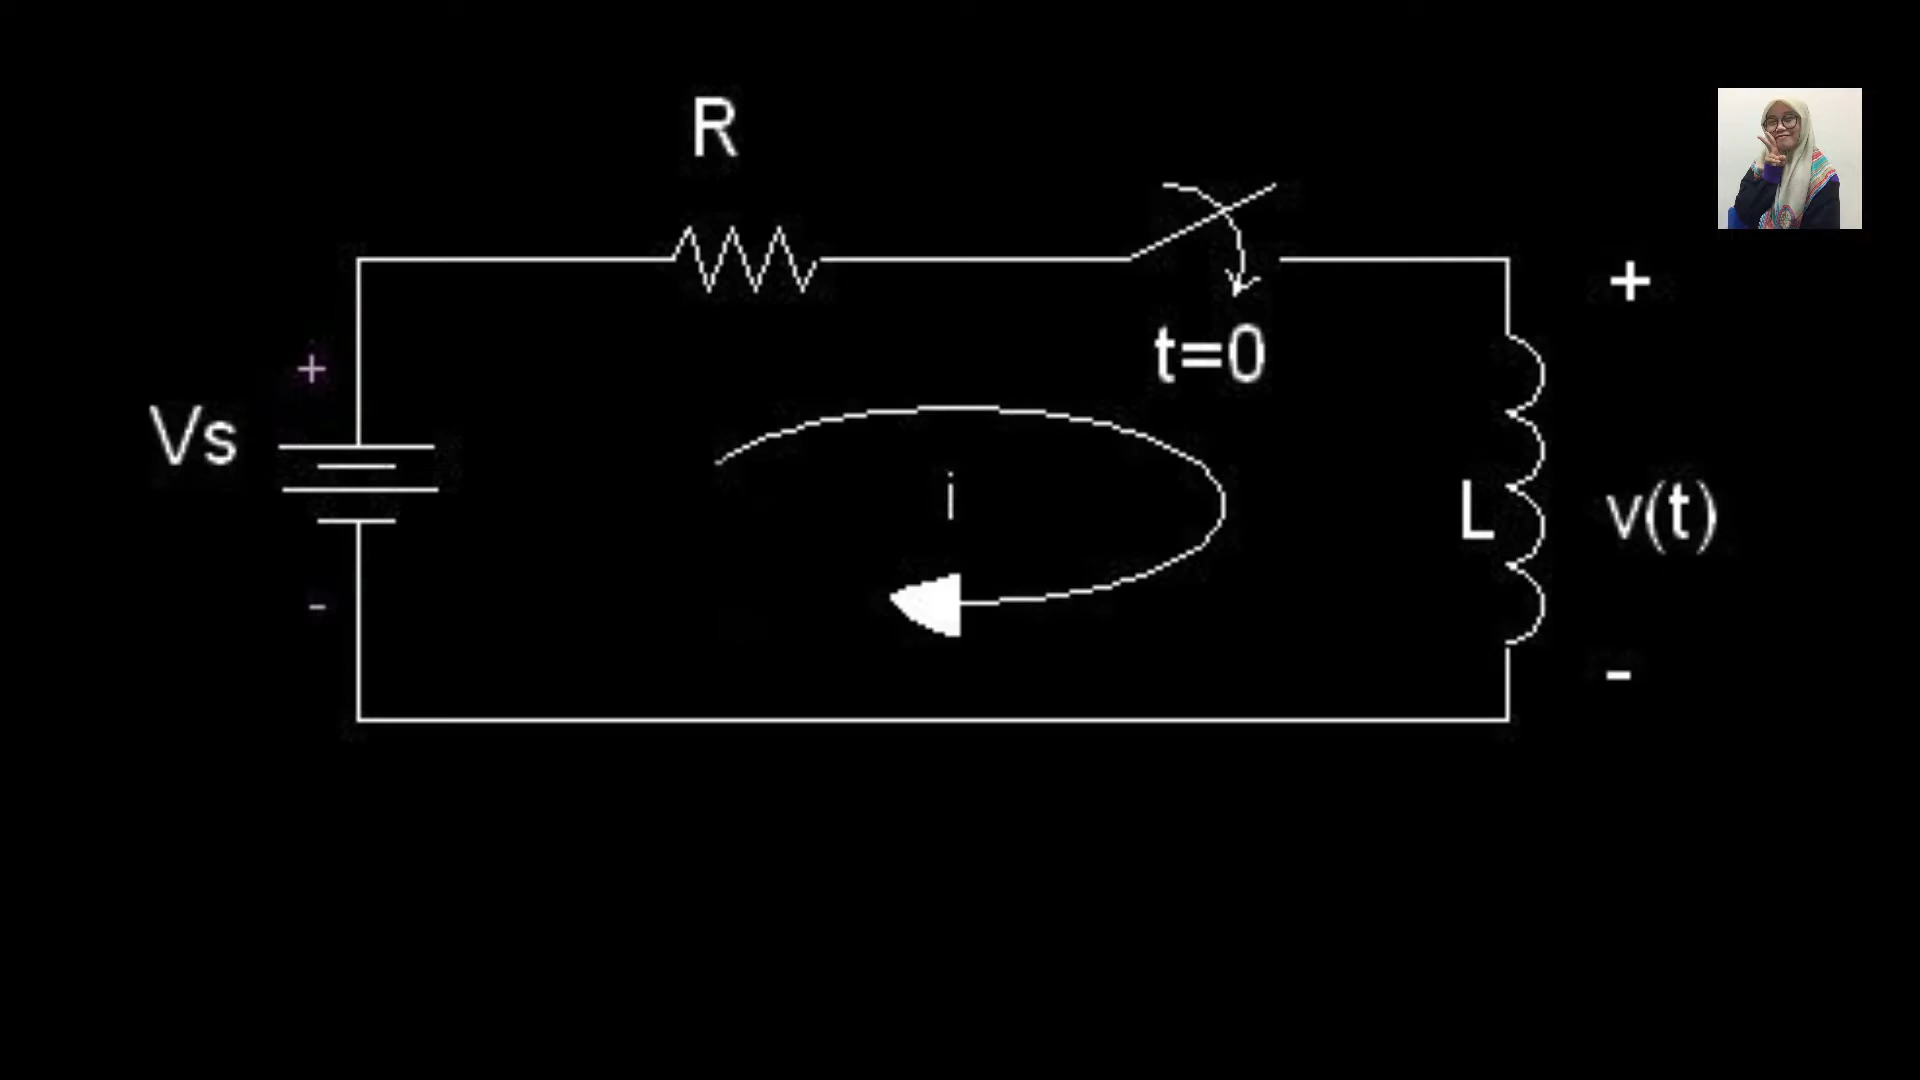 R
+
t=0
+
Vs
i
L
v(t)
-
-